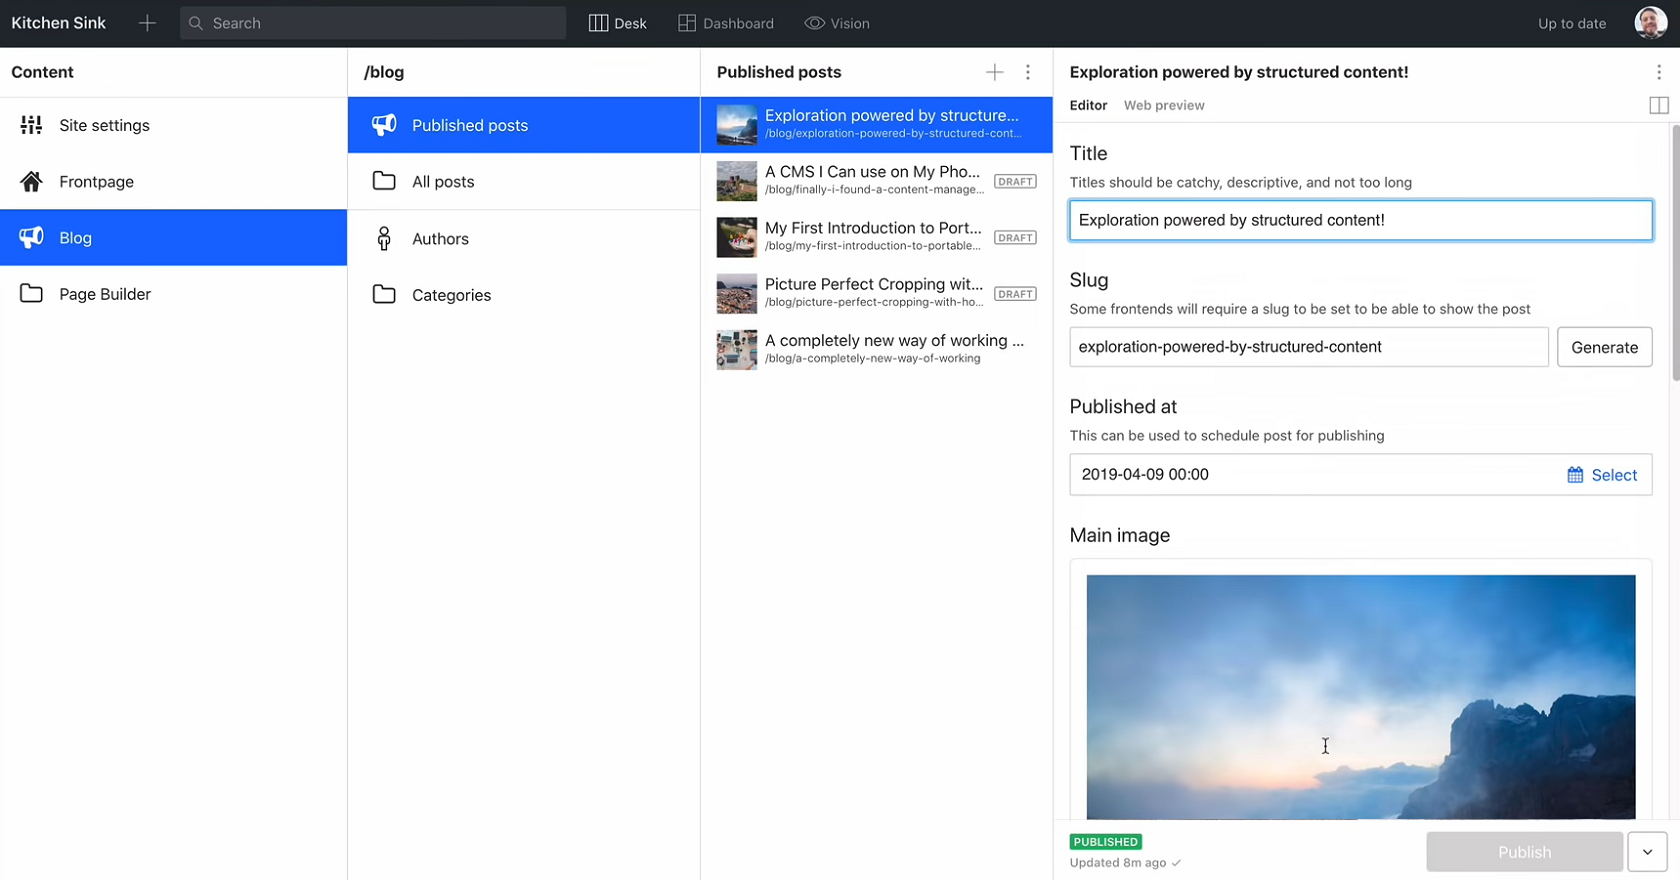 Kitchen Sink
Search
Desk
Dashboard
Vision
Up to date
Content
Site settings
Frontpage
Blog
Page Builder
/blog
Published posts
All posts
Authors
Categories
Published posts
Exploration powered by structure...
/blog/exploration-powered-by-structured-cont...
A CMS I Can use on My Pho...
/blog/finally-i-found-a-content-manage...
DRAFT
My First Introduction to Port...
/blog/my-first-introduction-to-portable...
DRAFT
Picture Perfect Cropping wit...
/blog/picture-perfect-cropping-with-ho...
DRAFT
A completely new way of working ...
/blog/a-completely-new-way-of-working
Exploration powered by structured content!
Editor Web preview
Title
Titles should be catchy, descriptive, and not too long
Exploration powered by structured content!
Slug
Some frontends will require a slug to be set to be able to show the post
exploration-powered-by-structured-content
Generate
Published at
This can be used to schedule post for publishing
2019-04-09 00:00
Select
Main image
PUBLISHED
Updated 8m ago
Publish